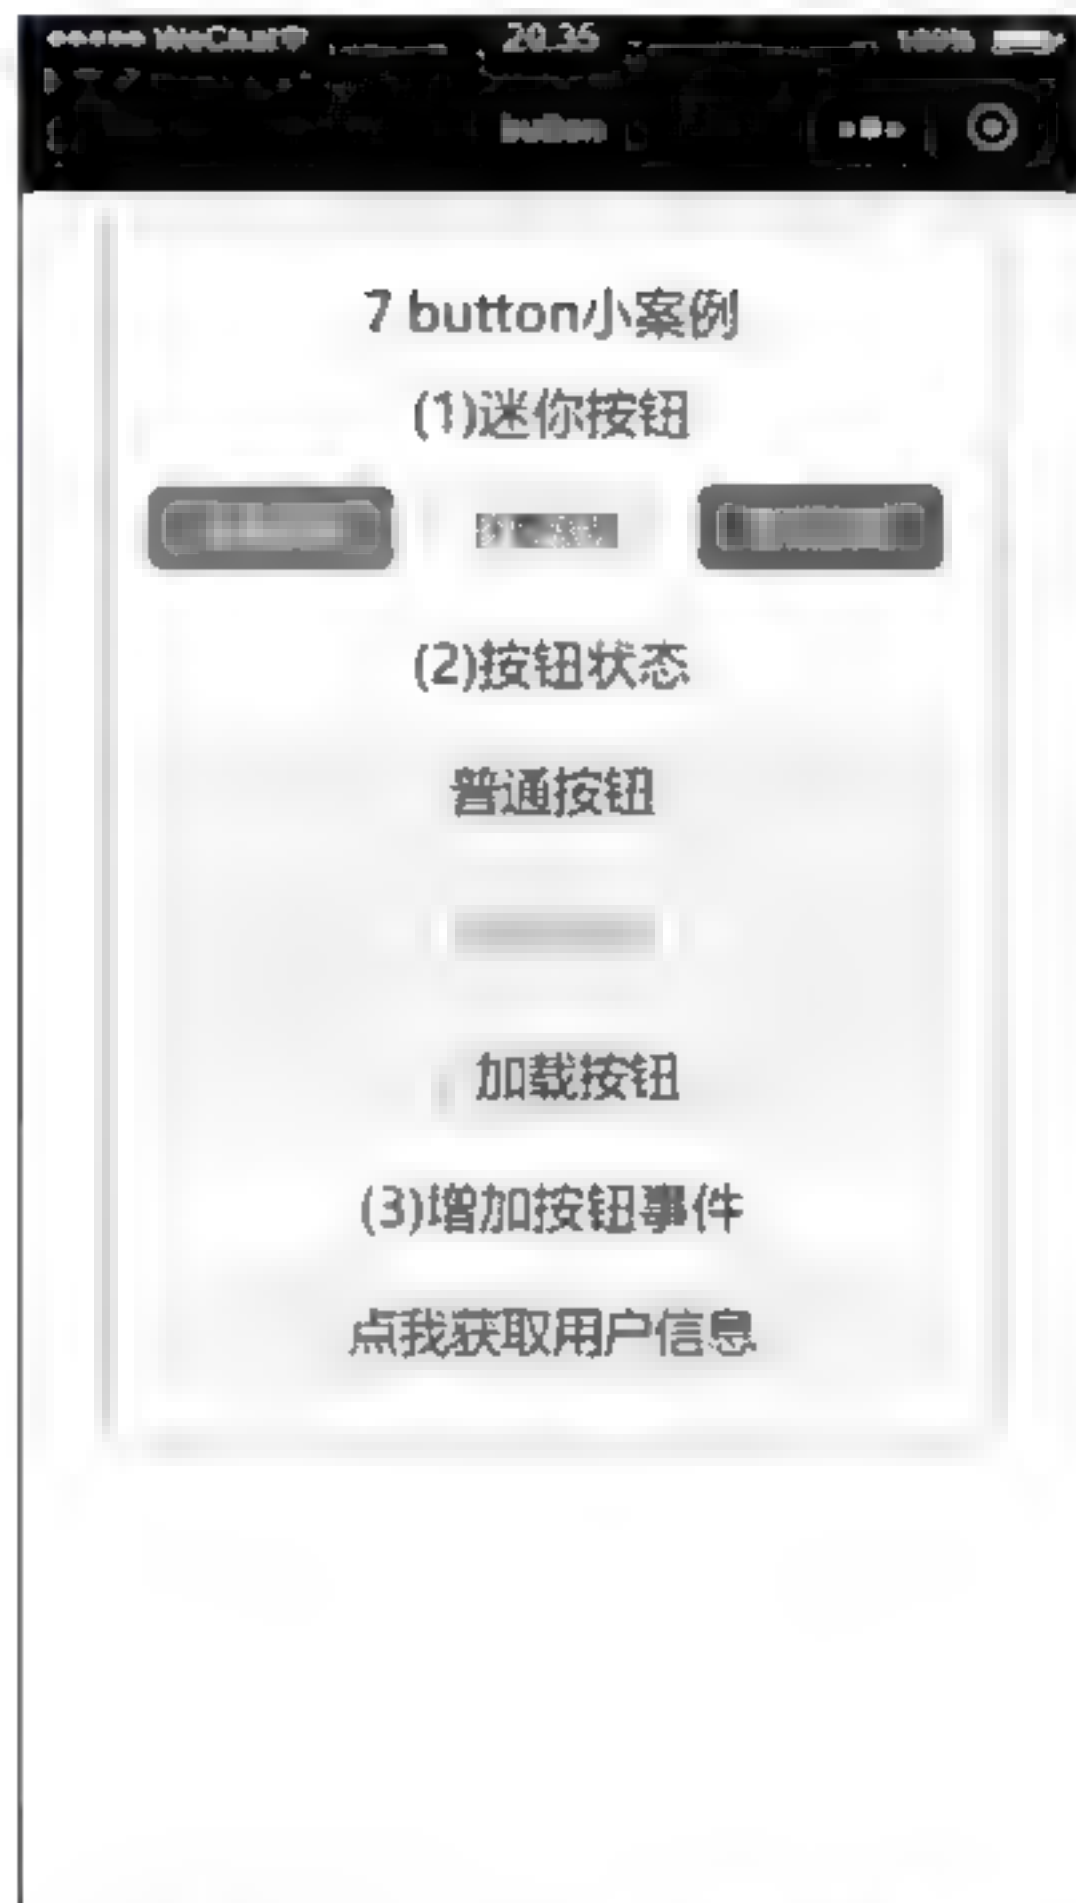 WeChat 20:36 100%
button
7 button小案例
(1)迷你按钮
(2)按钮状态
普通按钮
加载按钮
(3)增加按钮事件
点我获取用户信息